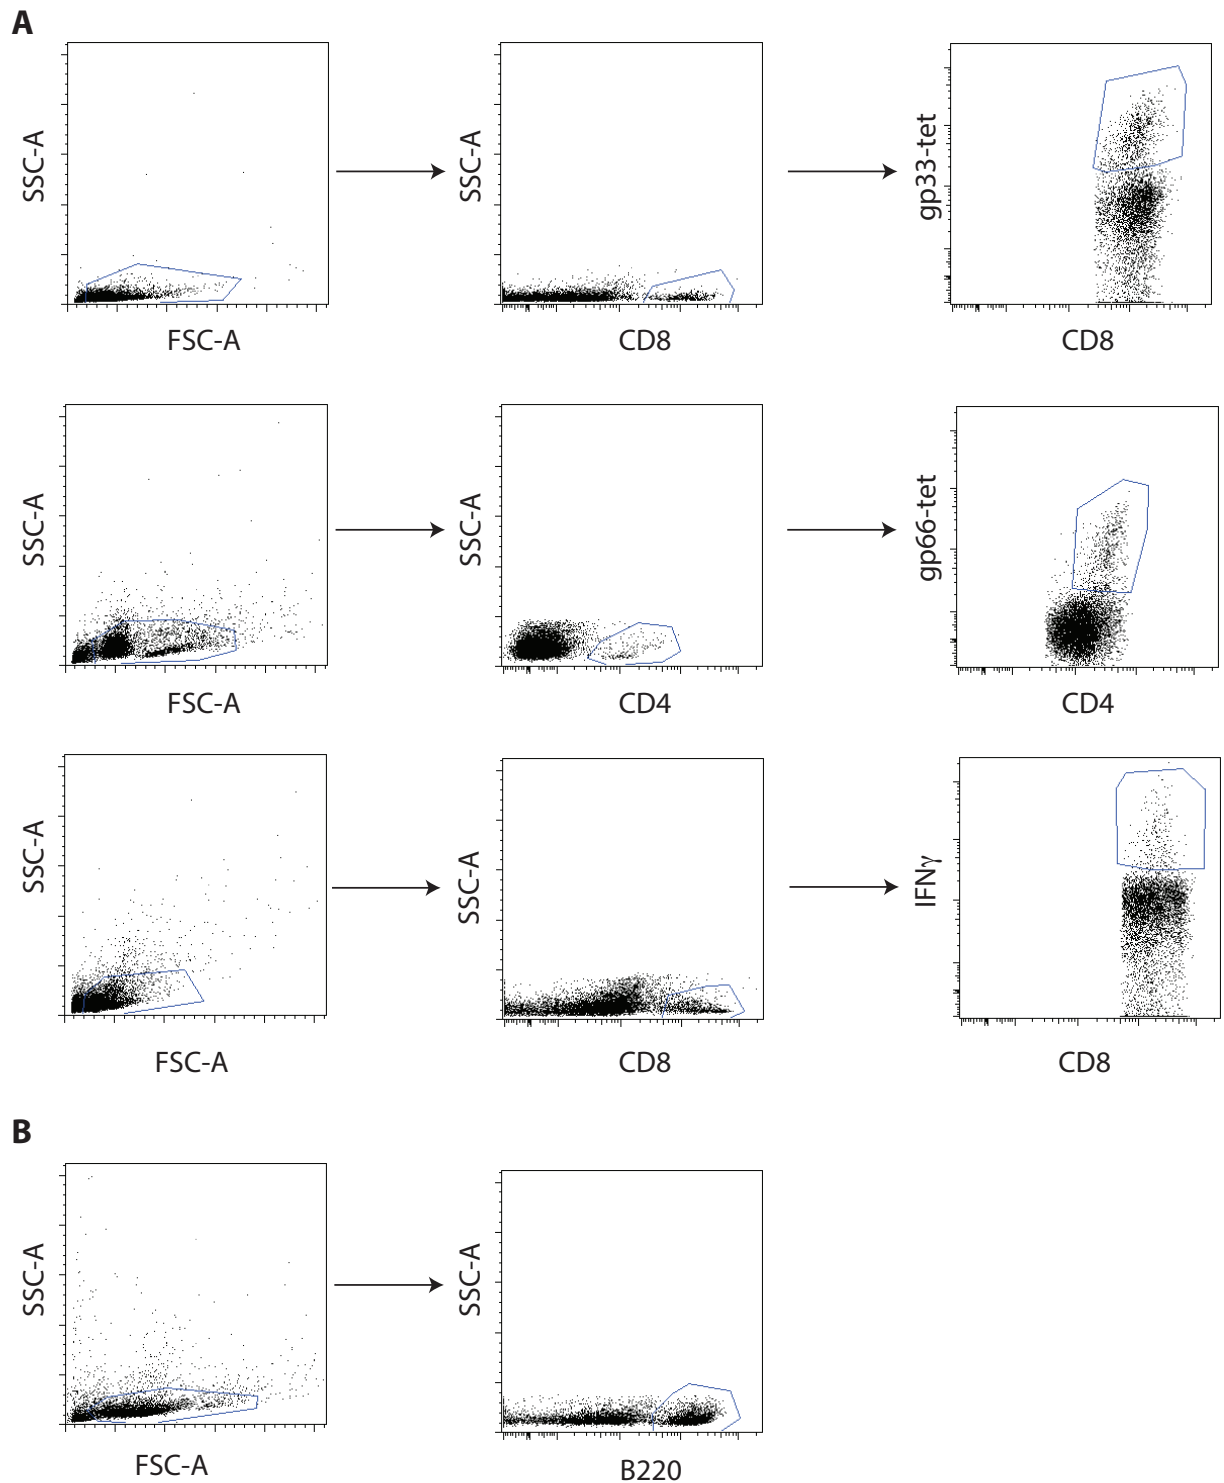 A
SSC-A
FSC-A
SSC-A
CD8
gp33-tet
CD8
SSC-A
FSC-A
SSC-A
CD4
gp66-tet
CD4
SSC-A
FSC-A
SSC-A
CD8
IFNγ
CD8
B
SSC-A
FSC-A
SSC-A
B220